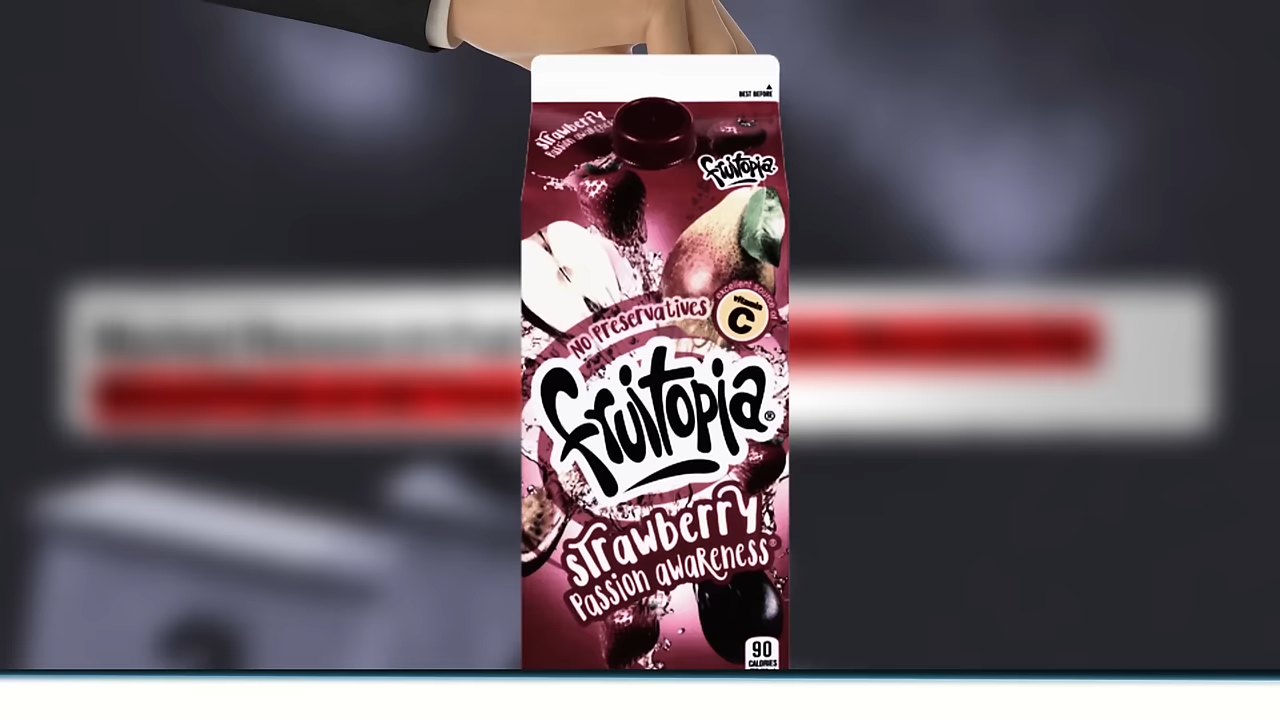 BEST BEFORE
strawberry
passion awareness
fruitopia
No Preservatives
excellent source of
vitamin
C
fruitopia®
strawberry
passion awareness®
90
CALORIES